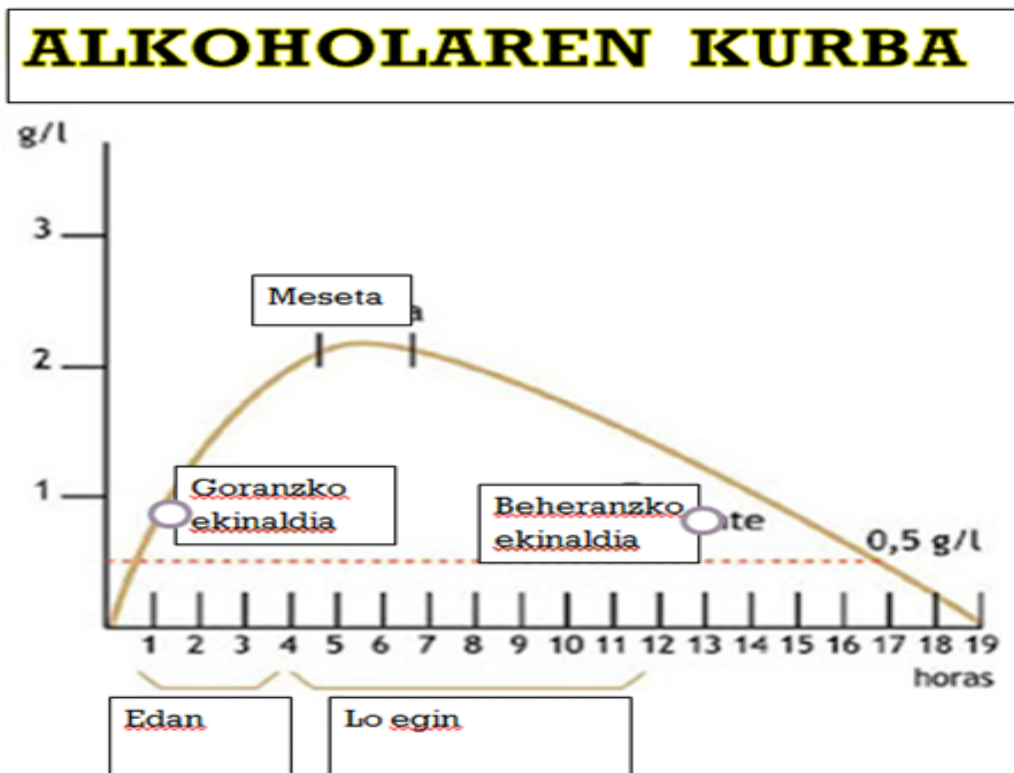 ALKOHOLAREN KURBA
g/l
3
Meseta
2
1
Goranzko
ekinaldia
Beheranzko
ekinaldia
0,5 g/l
1 2 3 4 5 6 7 8 9 10 11 12 13 14 15 16 17 18 19
horas
Edan
Lo egin